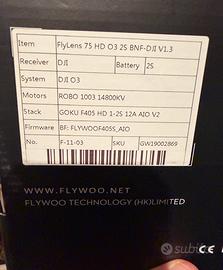 Item FlyLens 75 HD O3 2S BNF-DJI V1.3
Receiver DJI Battery 2S
System DJI O3
Motors ROBO 1003 14800KV
Stack GOKU F405 HD 1-2S 12A AIO V2
Firmware BF: FLYWOOF405S_AIO
No. F-11-03 SKU GW19002869
WWW.FLYWOO.NET
FLYWOO TECHNOLOGY (HK)LIMITED
subito
CE